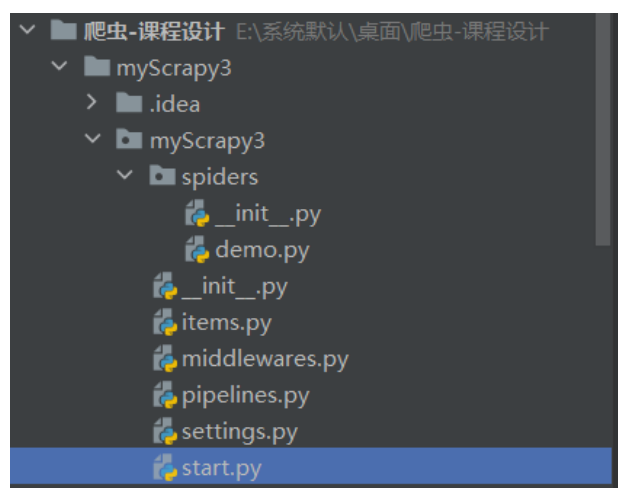 爬虫-课程设计 E:\系统默认\桌面\爬虫-课程设计
myScrapy3
.idea
myScrapy3
spiders
__init__.py
demo.py
__init__.py
items.py
middlewares.py
pipelines.py
settings.py
start.py